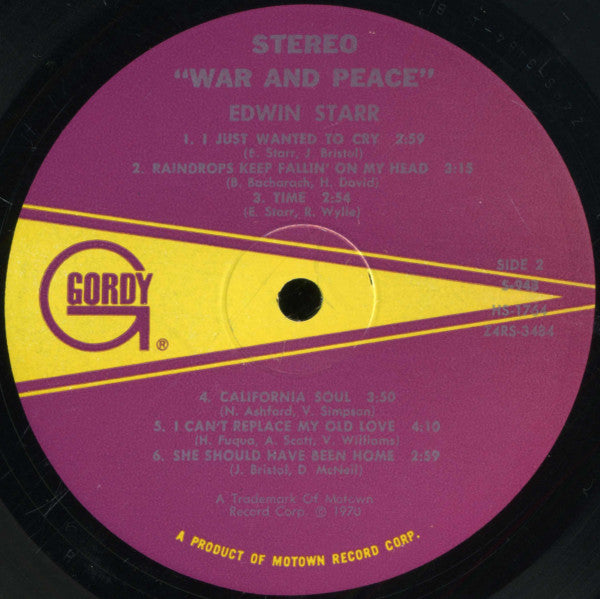 STEREO
"WAR AND PEACE"
EDWIN STARR
1. I JUST WANTED TO CRY 2:59
(E. Starr, J. Bristol)
2. RAINDROPS KEEP FALLIN' ON MY HEAD 3:15
(B. Bacharach, H. David)
3. TIME 2:54
(E. Starr, R. Wylie)
GORDY
®
SIDE 2
S-948
HS-1764
Z4RS-3484
4. CALIFORNIA SOUL 3:50
(N. Ashford, V. Simpson)
5. I CAN'T REPLACE MY OLD LOVE 4:10
(H. Fuqua, A. Scott, V. Williams)
6. SHE SHOULD HAVE BEEN HOME 2:59
(J. Bristol, D. McNeil)
A Trademark Of Motown
Record Corp. © 1970
A PRODUCT OF MOTOWN RECORD CORP.